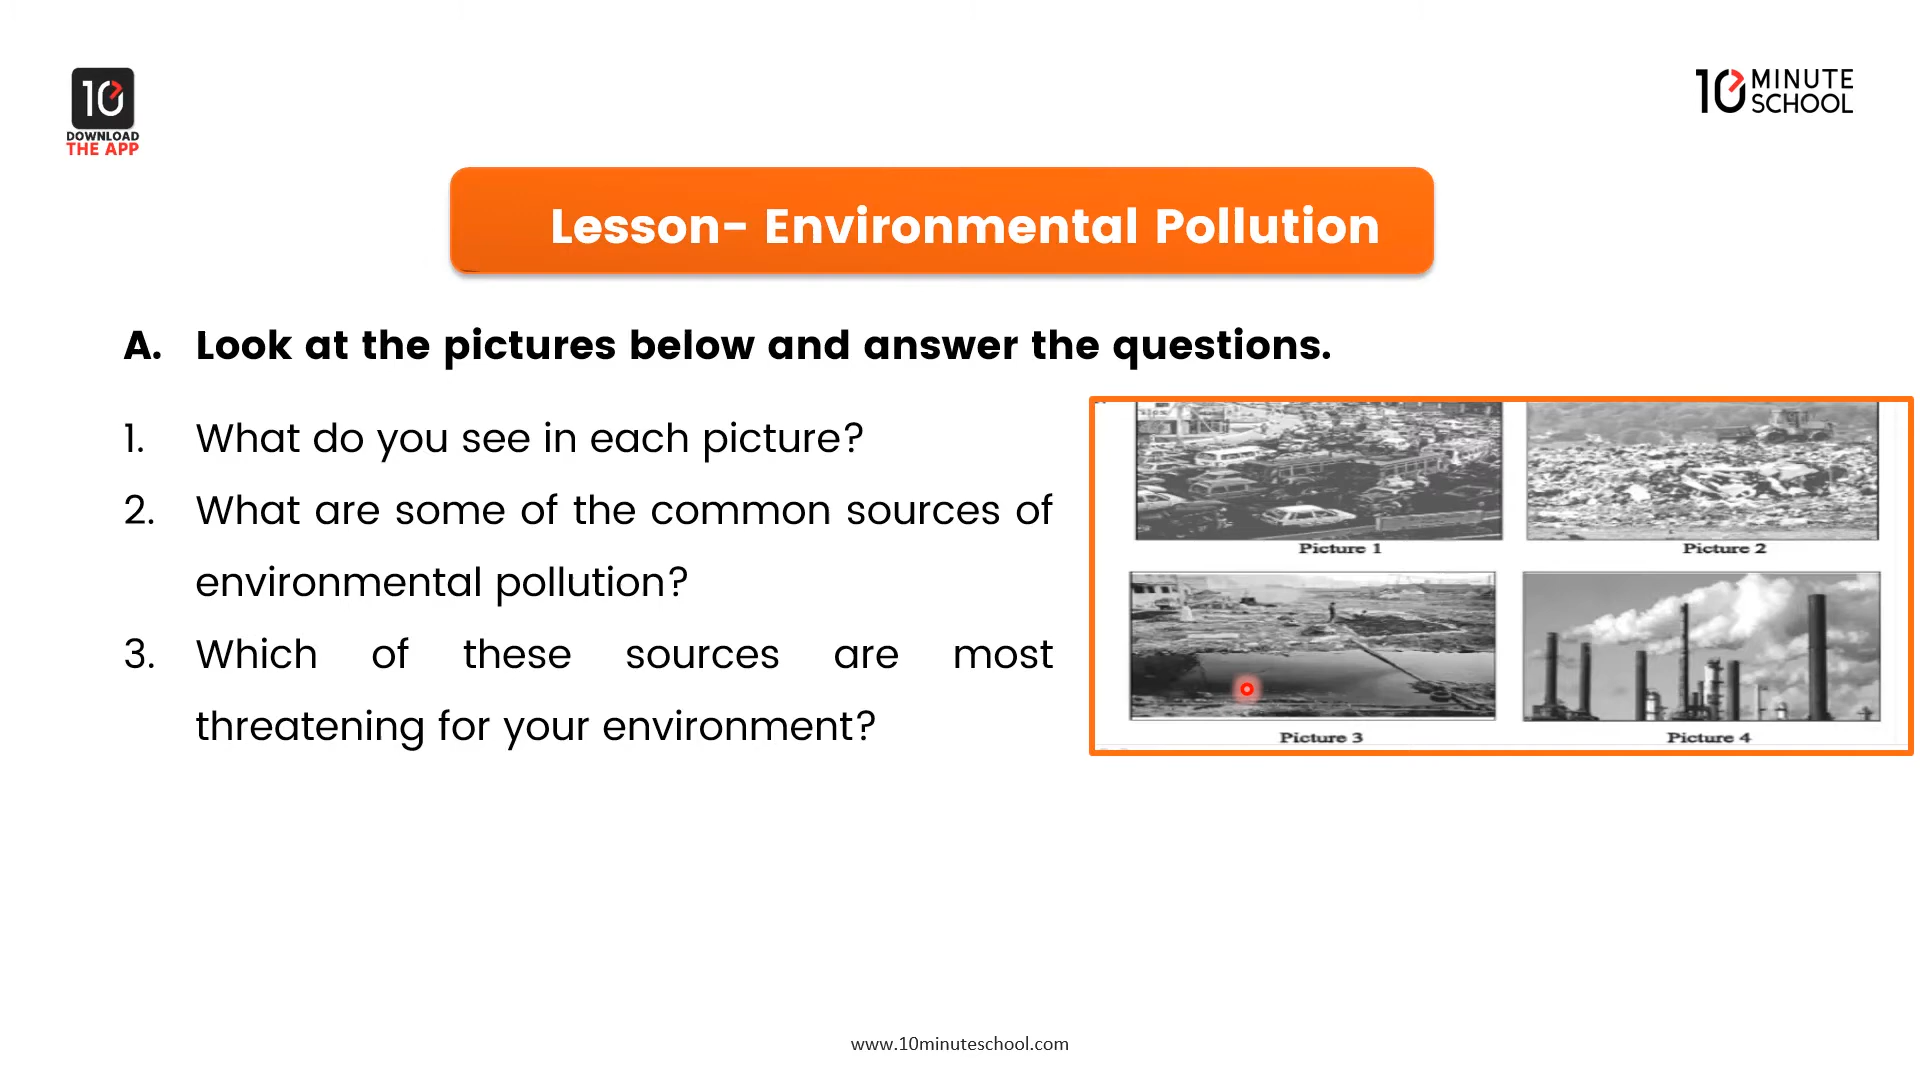 10
DOWNLOAD
THE APP
10 MINUTE
SCHOOL
Lesson- Environmental Pollution
A. Look at the pictures below and answer the questions.
1. What do you see in each picture?
2. What are some of the common sources of
environmental pollution?
3. Which of these sources are most
threatening for your environment?
Picture 1
Picture 2
Picture 3
Picture 4
www.10minuteschool.com